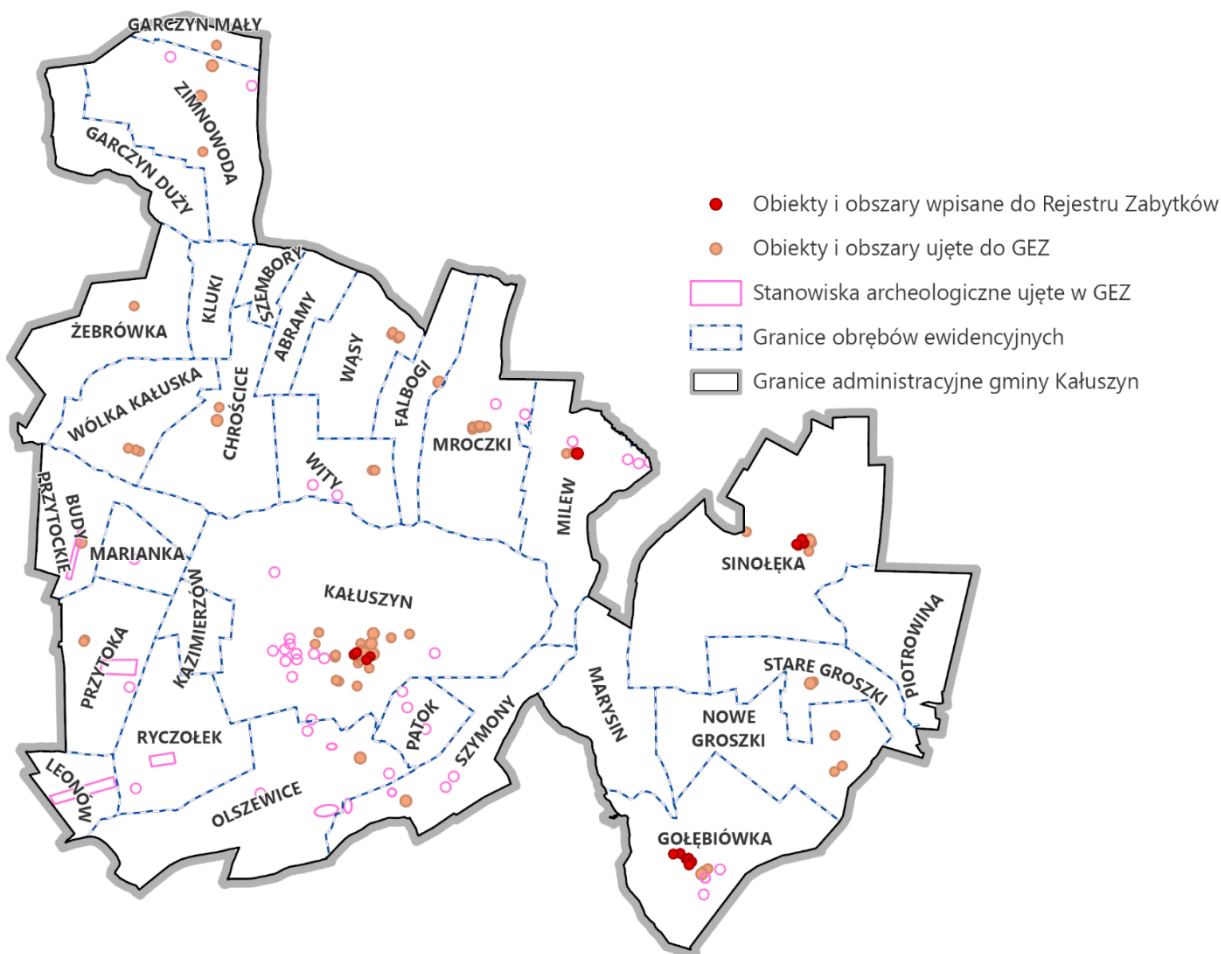 GARCZYN MAŁY
ZIMNOWODA
GARCZYN DUŻY
Obiekty i obszary wpisane do Rejestru Zabytków
Obiekty i obszary ujęte do GEZ
Stanowiska archeologiczne ujęte w GEZ
Granice obrębów ewidencyjnych
Granice administracyjne gminy Kałuszyn
SZEMBORY
KLUKI
ABRAMY
ŻEBRÓWKA
WĄSY
FALBOGI
WÓLKA KAŁUSKA
CHROŚCICE
MROCZKI
WITY
MILEW
BUDY
PRZYTOCKIE
MARIANKA
SINOŁĘKA
KAŁUSZYN
KAZIMIERZÓW
PIOTROWINA
PRZYTOKA
STARE GROSZKI
MARYSIN
NOWE
GROSZKI
PATOK
SZYMONY
RYCZOŁEK
LEONÓW
OLSZEWICE
GOŁĘBIÓWKA